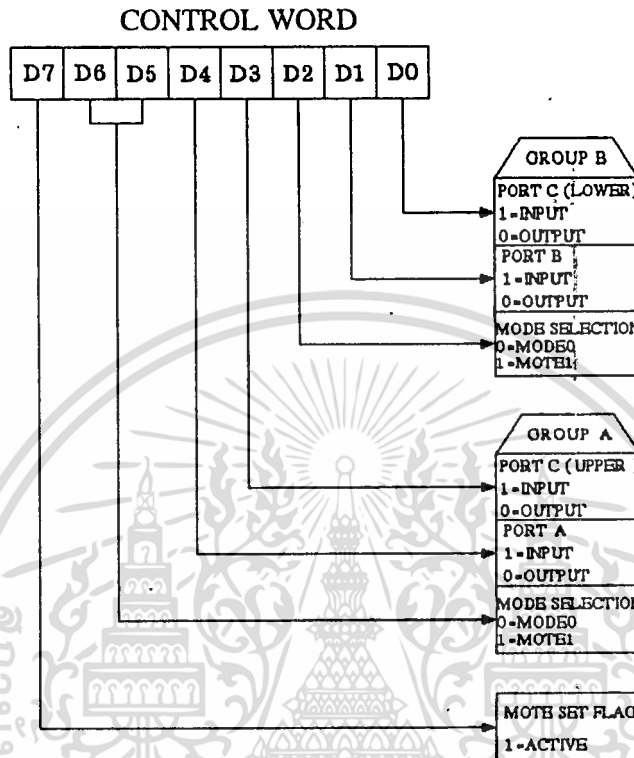 CONTROL WORD
D7 D6 D5 D4 D3 D2 D1 D0
GROUP B
PORT C (LOWER)
1=INPUT
0=OUTPUT
PORT B
1=INPUT
0=OUTPUT
MODE SELECTION
0=MODE0
1=MOTE1
GROUP A
PORT C (UPPER
1=INPUT
0=OUTPUT
PORT A
1=INPUT
0=OUTPUT
MODE SELECTION
0=MODE0
1=MOTE1
MOTE SET FLAG
1=ACTIVE